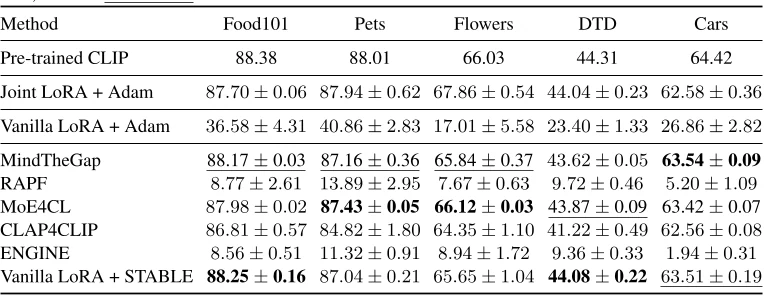 Method Food101 Pets Flowers DTD Cars
Pre-trained CLIP 88.38 88.01 66.03 44.31 64.42
Joint LoRA + Adam 87.70 ± 0.06 87.94 ± 0.62 67.86 ± 0.54 44.04 ± 0.23 62.58 ± 0.36
Vanilla LoRA + Adam 36.58 ± 4.31 40.86 ± 2.83 17.01 ± 5.58 23.40 ± 1.33 26.86 ± 2.82
MindTheGap 88.17 ± 0.03 87.16 ± 0.36 65.84 ± 0.37 43.62 ± 0.05 63.54 ± 0.09
RAPF 8.77 ± 2.61 13.89 ± 2.95 7.67 ± 0.63 9.72 ± 0.46 5.20 ± 1.09
MoE4CL 87.98 ± 0.02 87.43 ± 0.05 66.12 ± 0.03 43.87 ± 0.09 63.42 ± 0.07
CLAP4CLIP 86.81 ± 0.57 84.82 ± 1.80 64.35 ± 1.10 41.22 ± 0.49 62.56 ± 0.08
ENGINE 8.56 ± 0.51 11.32 ± 0.91 8.94 ± 1.72 9.36 ± 0.33 1.94 ± 0.31
Vanilla LoRA + STABLE 88.25 ± 0.16 87.04 ± 0.21 65.65 ± 1.04 44.08 ± 0.22 63.51 ± 0.19